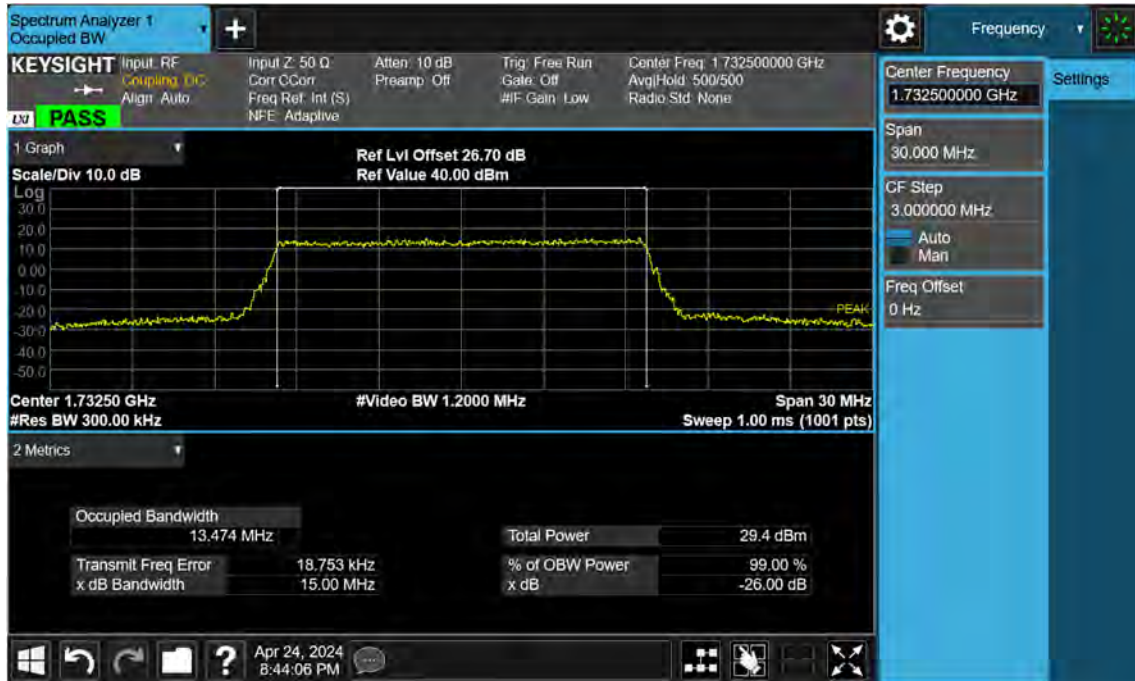 Spectrum Analyzer 1
Occupied BW
Frequency
KEYSIGHT
Input: RF
Coupling: DC
Align: Auto
Input Z: 50 Ω
Corr CCorr
Freq Ref: Int (S)
NFE: Adaptive
Atten: 10 dB
Preamp: Off
Trig: Free Run
Gate: Off
#IF Gain: Low
Center Freq: 1.732500000 GHz
Avg|Hold: 500/500
Radio Std: None
LXI
PASS
Center Frequency
1.732500000 GHz
Settings
Span
30.000 MHz
CF Step
3.000000 MHz
Auto
Man
Freq Offset
0 Hz
1 Graph
Scale/Div 10.0 dB
Ref Lvl Offset 26.70 dB
Ref Value 40.00 dBm
Log
30.0
20.0
10.0
0.00
-10.0
-20.0
-30.0
-40.0
-50.0
PEAK
Center 1.73250 GHz
#Res BW 300.00 kHz
#Video BW 1.2000 MHz
Span 30 MHz
Sweep 1.00 ms (1001 pts)
2 Metrics
Occupied Bandwidth
13.474 MHz
Total Power 29.4 dBm
Transmit Freq Error 18.753 kHz
% of OBW Power 99.00 %
x dB Bandwidth 15.00 MHz
x dB -26.00 dB
?
Apr 24, 2024
8:44:06 PM